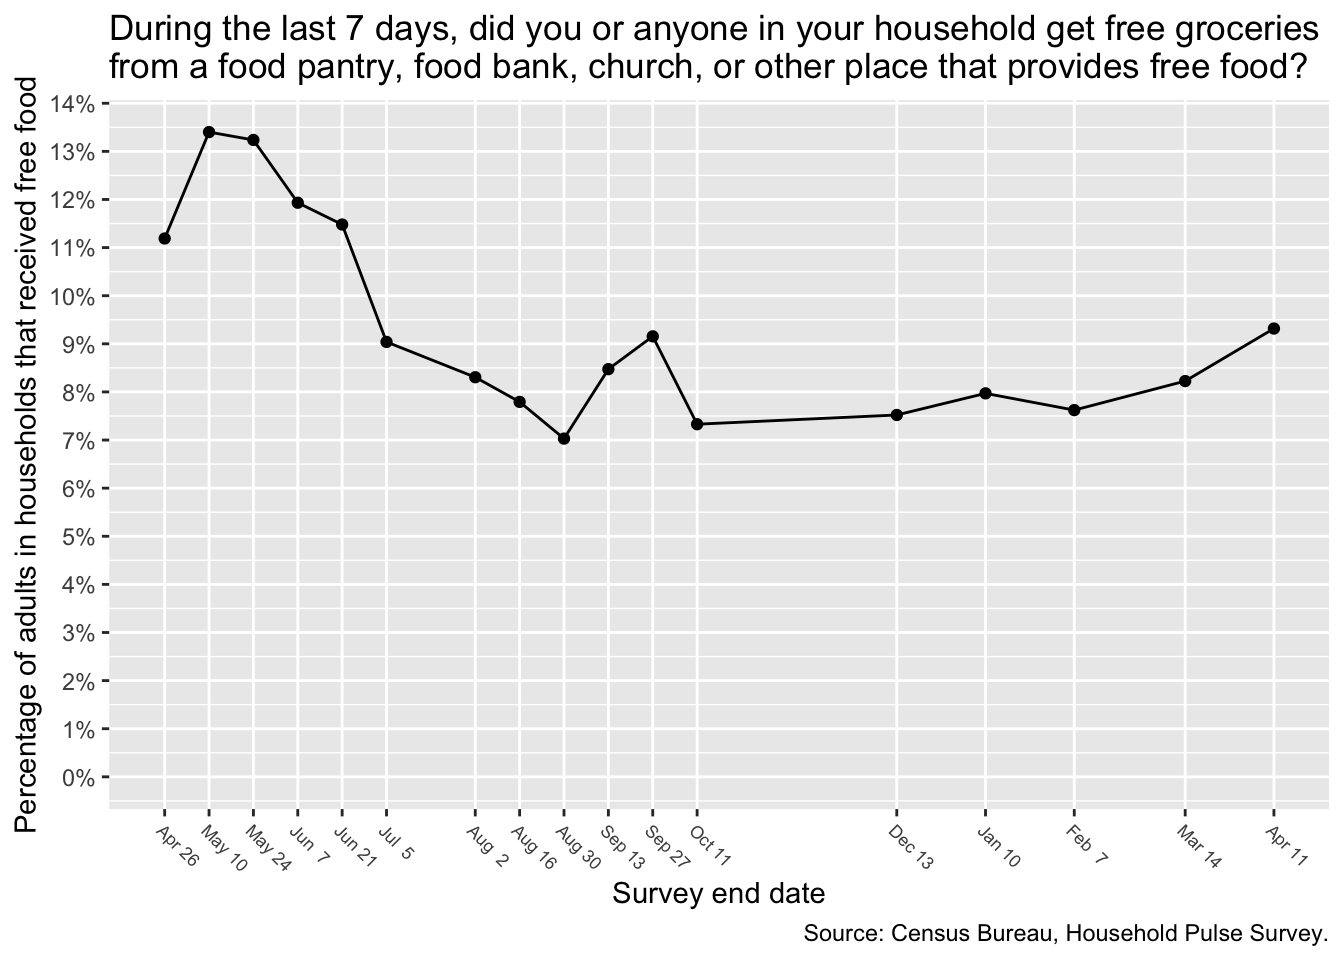 During the last 7 days, did you or anyone in your household get free groceries
from a food pantry, food bank, church, or other place that provides free food?
Percentage of adults in households that received free food
14%
13%
12%
11%
10%
9%
8%
7%
6%
5%
4%
3%
2%
1%
0%
Apr 26
May 10
May 24
Jun 7
Jun 21
Jul 5
Aug 2
Aug 16
Aug 30
Sep 13
Sep 27
Oct 11
Dec 13
Jan 10
Feb 7
Mar 14
Apr 11
Survey end date
Source: Census Bureau, Household Pulse Survey.